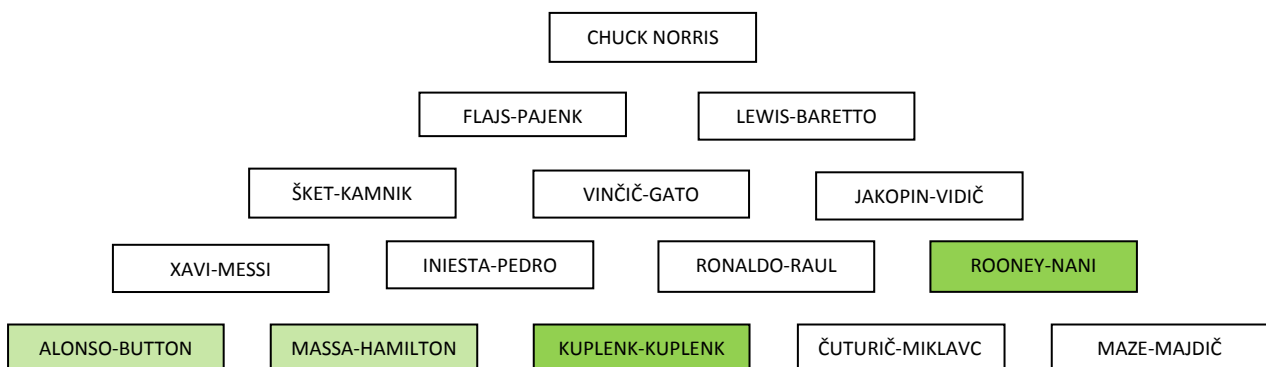 CHUCK NORRIS
FLAJS-PAJENK
LEWIS-BARETTO
ŠKET-KAMNIK
VINČIČ-GATO
JAKOPIN-VIDIČ
XAVI-MESSI
INIESTA-PEDRO
RONALDO-RAUL
ROONEY-NANI
ALONSO-BUTTON
MASSA-HAMILTON
KUPLENK-KUPLENK
ČUTURIČ-MIKLAVC
MAZE-MAJDIČ